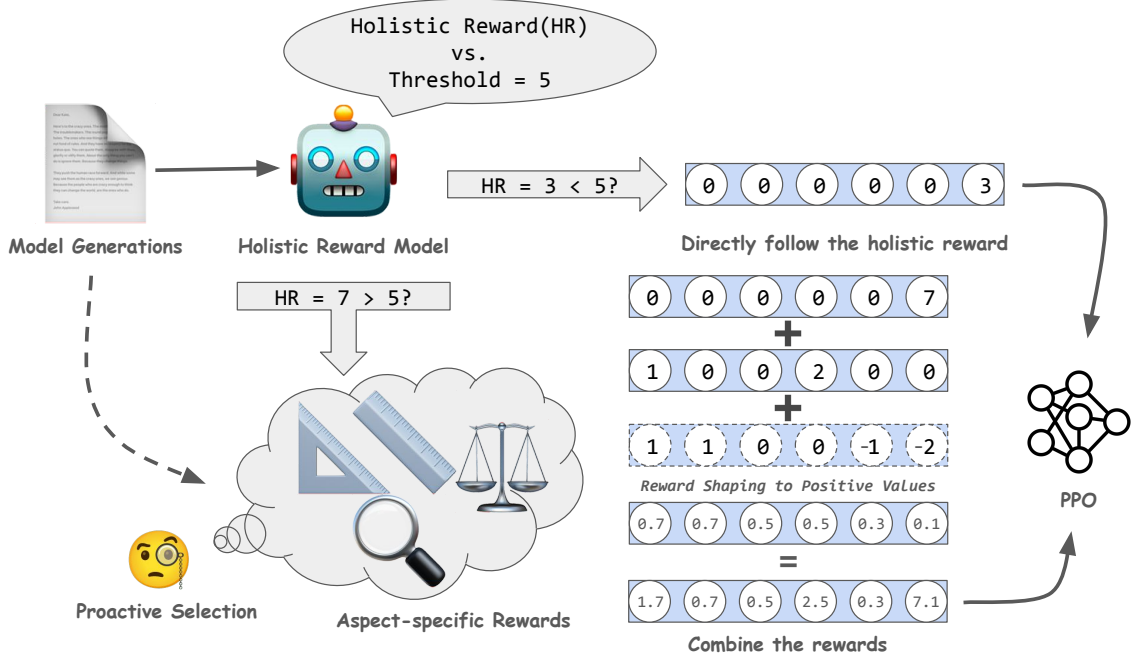 Holistic Reward(HR)
vs.
Threshold = 5
Model Generations
Holistic Reward Model
HR = 3 < 5?
0 0 0 0 0 3
Directly follow the holistic reward
HR = 7 > 5?
0 0 0 0 0 7
+
1 0 0 2 0 0
+
1 1 0 0 -1 -2
Reward Shaping to Positive Values
0.7 0.7 0.5 0.5 0.3 0.1
=
1.7 0.7 0.5 2.5 0.3 7.1
Combine the rewards
PPO
Proactive Selection
Aspect-specific Rewards